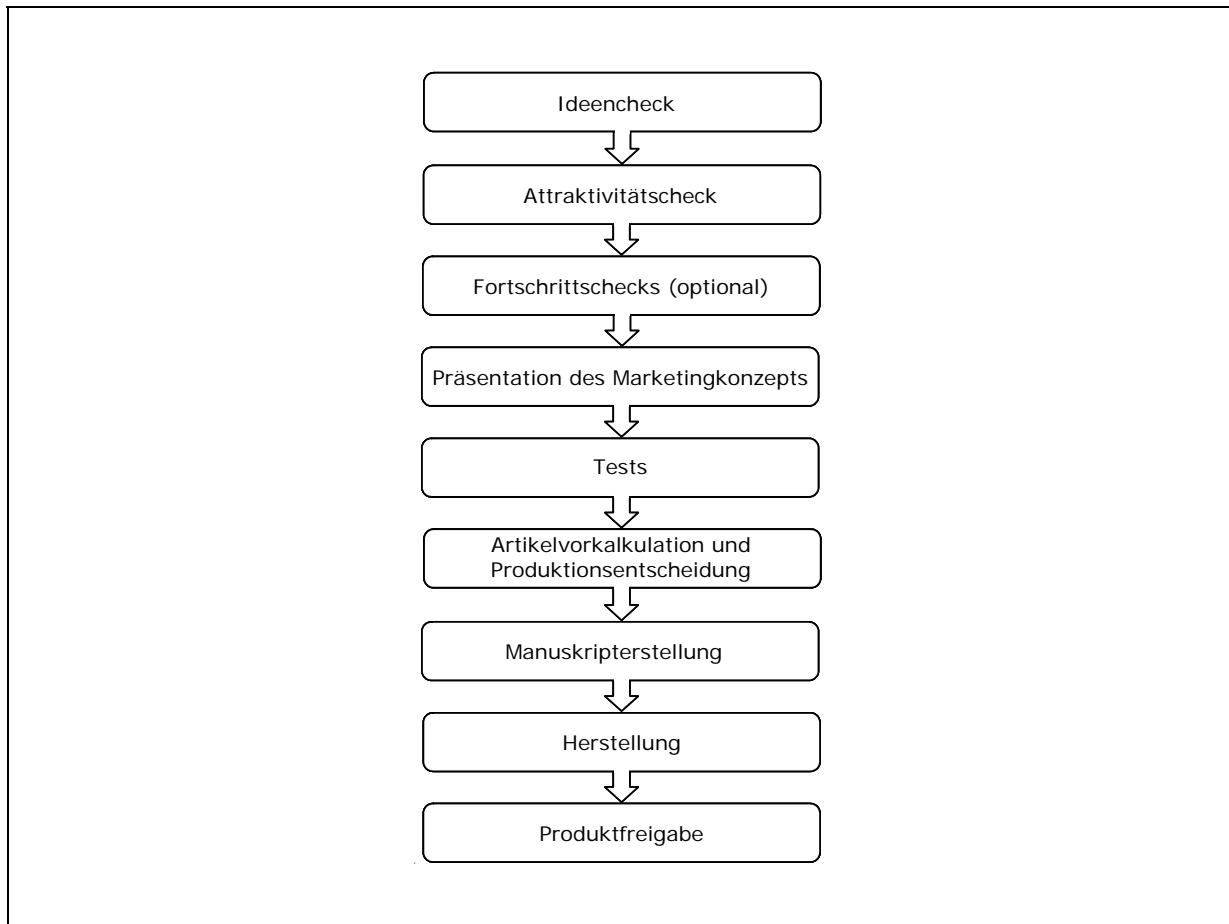 Ideencheck
Attraktivitätscheck
Fortschrittschecks (optional)
Präsentation des Marketingkonzepts
Tests
Artikelvorkalkulation und
Produktionsentscheidung
Manuskripterstellung
Herstellung
Produktfreigabe